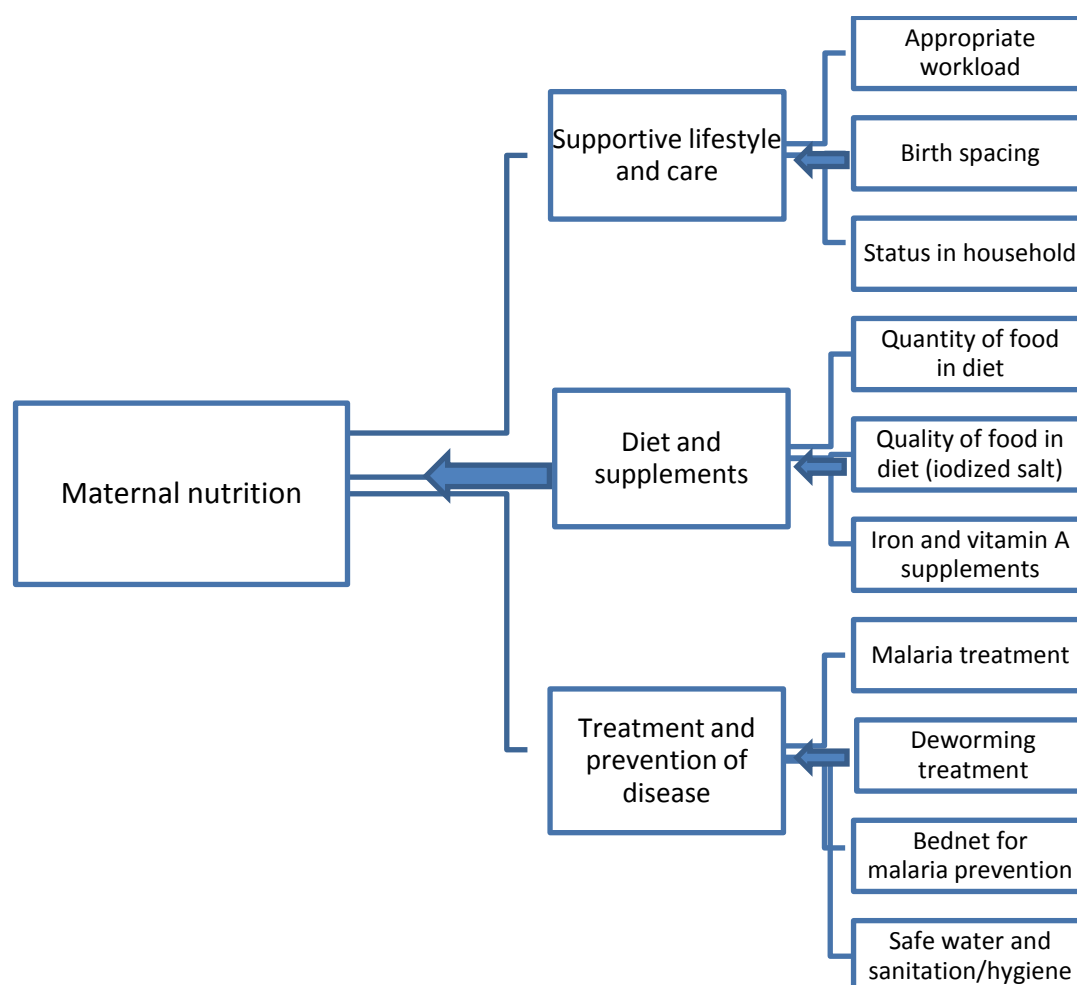 Maternal nutrition
Supportive lifestyle
and care
Appropriate
workload
Birth spacing
Status in household
Diet and
supplements
Quantity of food
in diet
Quality of food in
diet (iodized salt)
Iron and vitamin A
supplements
Treatment and
prevention of
disease
Malaria treatment
Deworming
treatment
Bednet for
malaria prevention
Safe water and
sanitation/hygiene